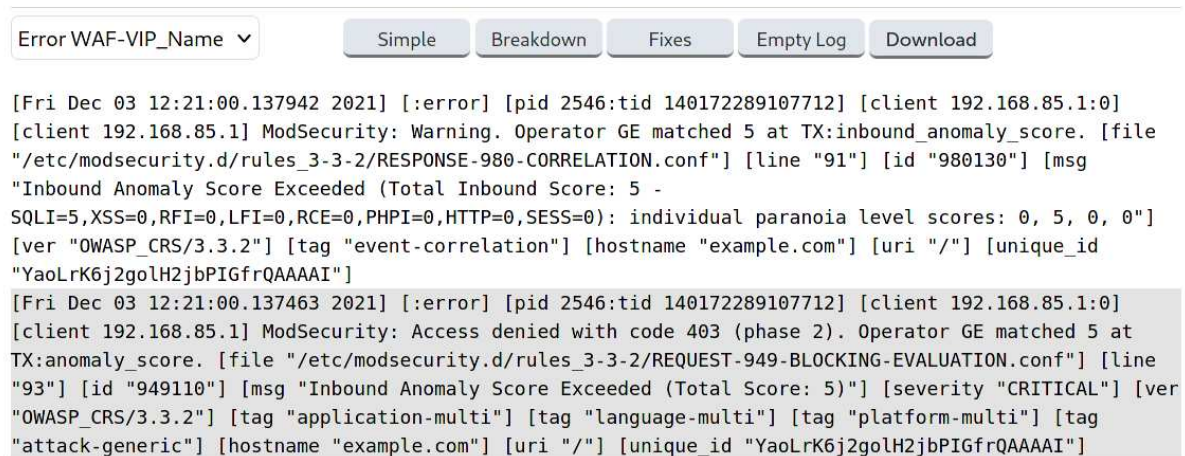 Error WAF-VIP_Name Simple Breakdown Fixes Empty Log Download
[Fri Dec 03 12:21:00.137942 2021] [:error] [pid 2546:tid 140172289107712] [client 192.168.85.1:0]
[client 192.168.85.1] ModSecurity: Warning. Operator GE matched 5 at TX:inbound_anomaly_score. [file
"/etc/modsecurity.d/rules_3-3-2/RESPONSE-980-CORRELATION.conf"] [line "91"] [id "980130"] [msg
"Inbound Anomaly Score Exceeded (Total Inbound Score: 5 -
SQLI=5,XSS=0,RFI=0,LFI=0,RCE=0,PHPI=0,HTTP=0,SESS=0): individual paranoia level scores: 0, 5, 0, 0"]
[ver "OWASP_CRS/3.3.2"] [tag "event-correlation"] [hostname "example.com"] [uri "/"] [unique_id
"YaoLrK6j2golH2jbPIGfrQAAAAI"]
[Fri Dec 03 12:21:00.137463 2021] [:error] [pid 2546:tid 140172289107712] [client 192.168.85.1:0]
[client 192.168.85.1] ModSecurity: Access denied with code 403 (phase 2). Operator GE matched 5 at
TX:anomaly_score. [file "/etc/modsecurity.d/rules_3-3-2/REQUEST-949-BLOCKING-EVALUATION.conf"] [line
"93"] [id "949110"] [msg "Inbound Anomaly Score Exceeded (Total Score: 5)"] [severity "CRITICAL"] [ver
"OWASP_CRS/3.3.2"] [tag "application-multi"] [tag "language-multi"] [tag "platform-multi"] [tag
"attack-generic"] [hostname "example.com"] [uri "/"] [unique_id "YaoLrK6j2golH2jbPIGfrQAAAAI"]